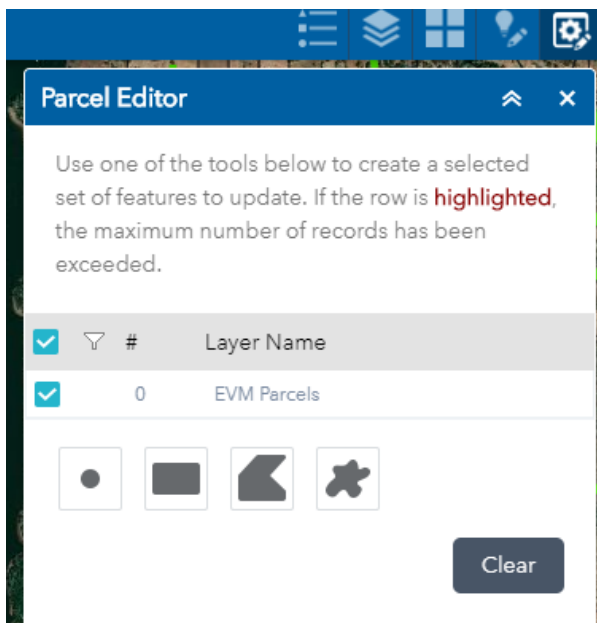 Parcel Editor
Use one of the tools below to create a selected
set of features to update. If the row is highlighted,
the maximum number of records has been
exceeded.
# Layer Name
0 EVM Parcels
Clear